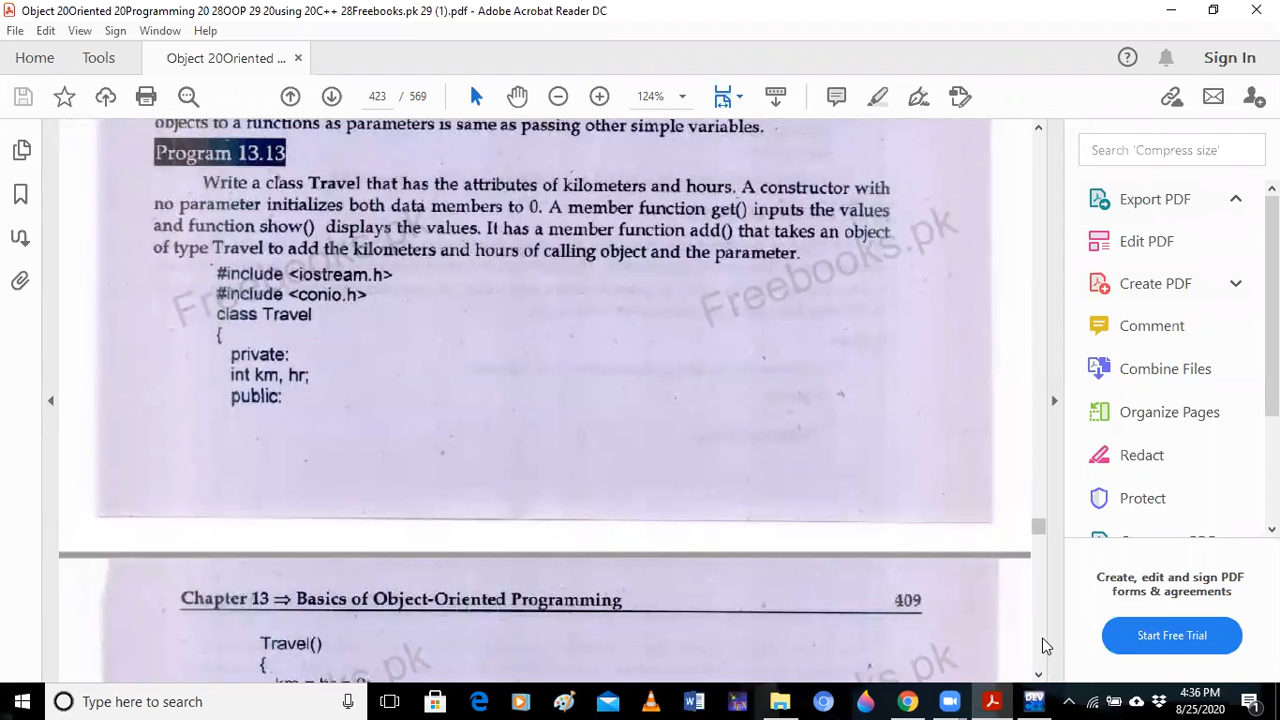 Object 20Oriented 20Programming 20 28OOP 29 20using 20C++ 28Freebooks.pk 29 (1).pdf - Adobe Acrobat Reader DC
File Edit View Sign Window Help
Home Tools Object 20Oriented ... × Sign In
423 / 569 124%
objects to a functions as parameters is same as passing other simple variables.
Program 13.13
Write a class Travel that has the attributes of kilometers and hours. A constructor with
no parameter initializes both data members to 0. A member function get() inputs the values
and function show() displays the values. It has a member function add() that takes an object
of type Travel to add the kilometers and hours of calling object and the parameter.
#include <iostream.h>
#include <conio.h>
class Travel
{
private:
int km, hr;
public:
Freebooks.pk
Freebooks.pk
Chapter 13 ⇒ Basics of Object-Oriented Programming 409
Travel()
{
km = hr = 0;
Search 'Compress size'
Export PDF
Edit PDF
Create PDF
Comment
Combine Files
Organize Pages
Redact
Protect
Create, edit and sign PDF
forms & agreements
Start Free Trial
Type here to search
DEV
4:36 PM
8/25/2020